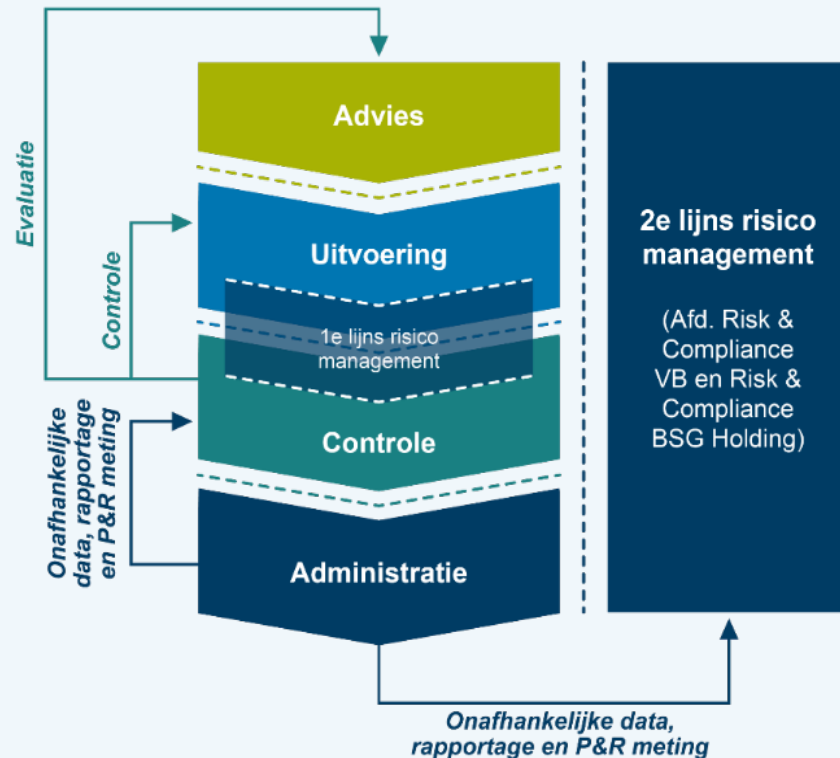 Advies
Evaluatie
Uitvoering
Controle
1e lijns risico
management
Controle
Onafhankelijke
data, rapportage
en P&R meting
Administratie
2e lijns risico
management
(Afd. Risk &
Compliance
VB en Risk &
Compliance
BSG Holding)
Onafhankelijke data,
rapportage en P&R meting